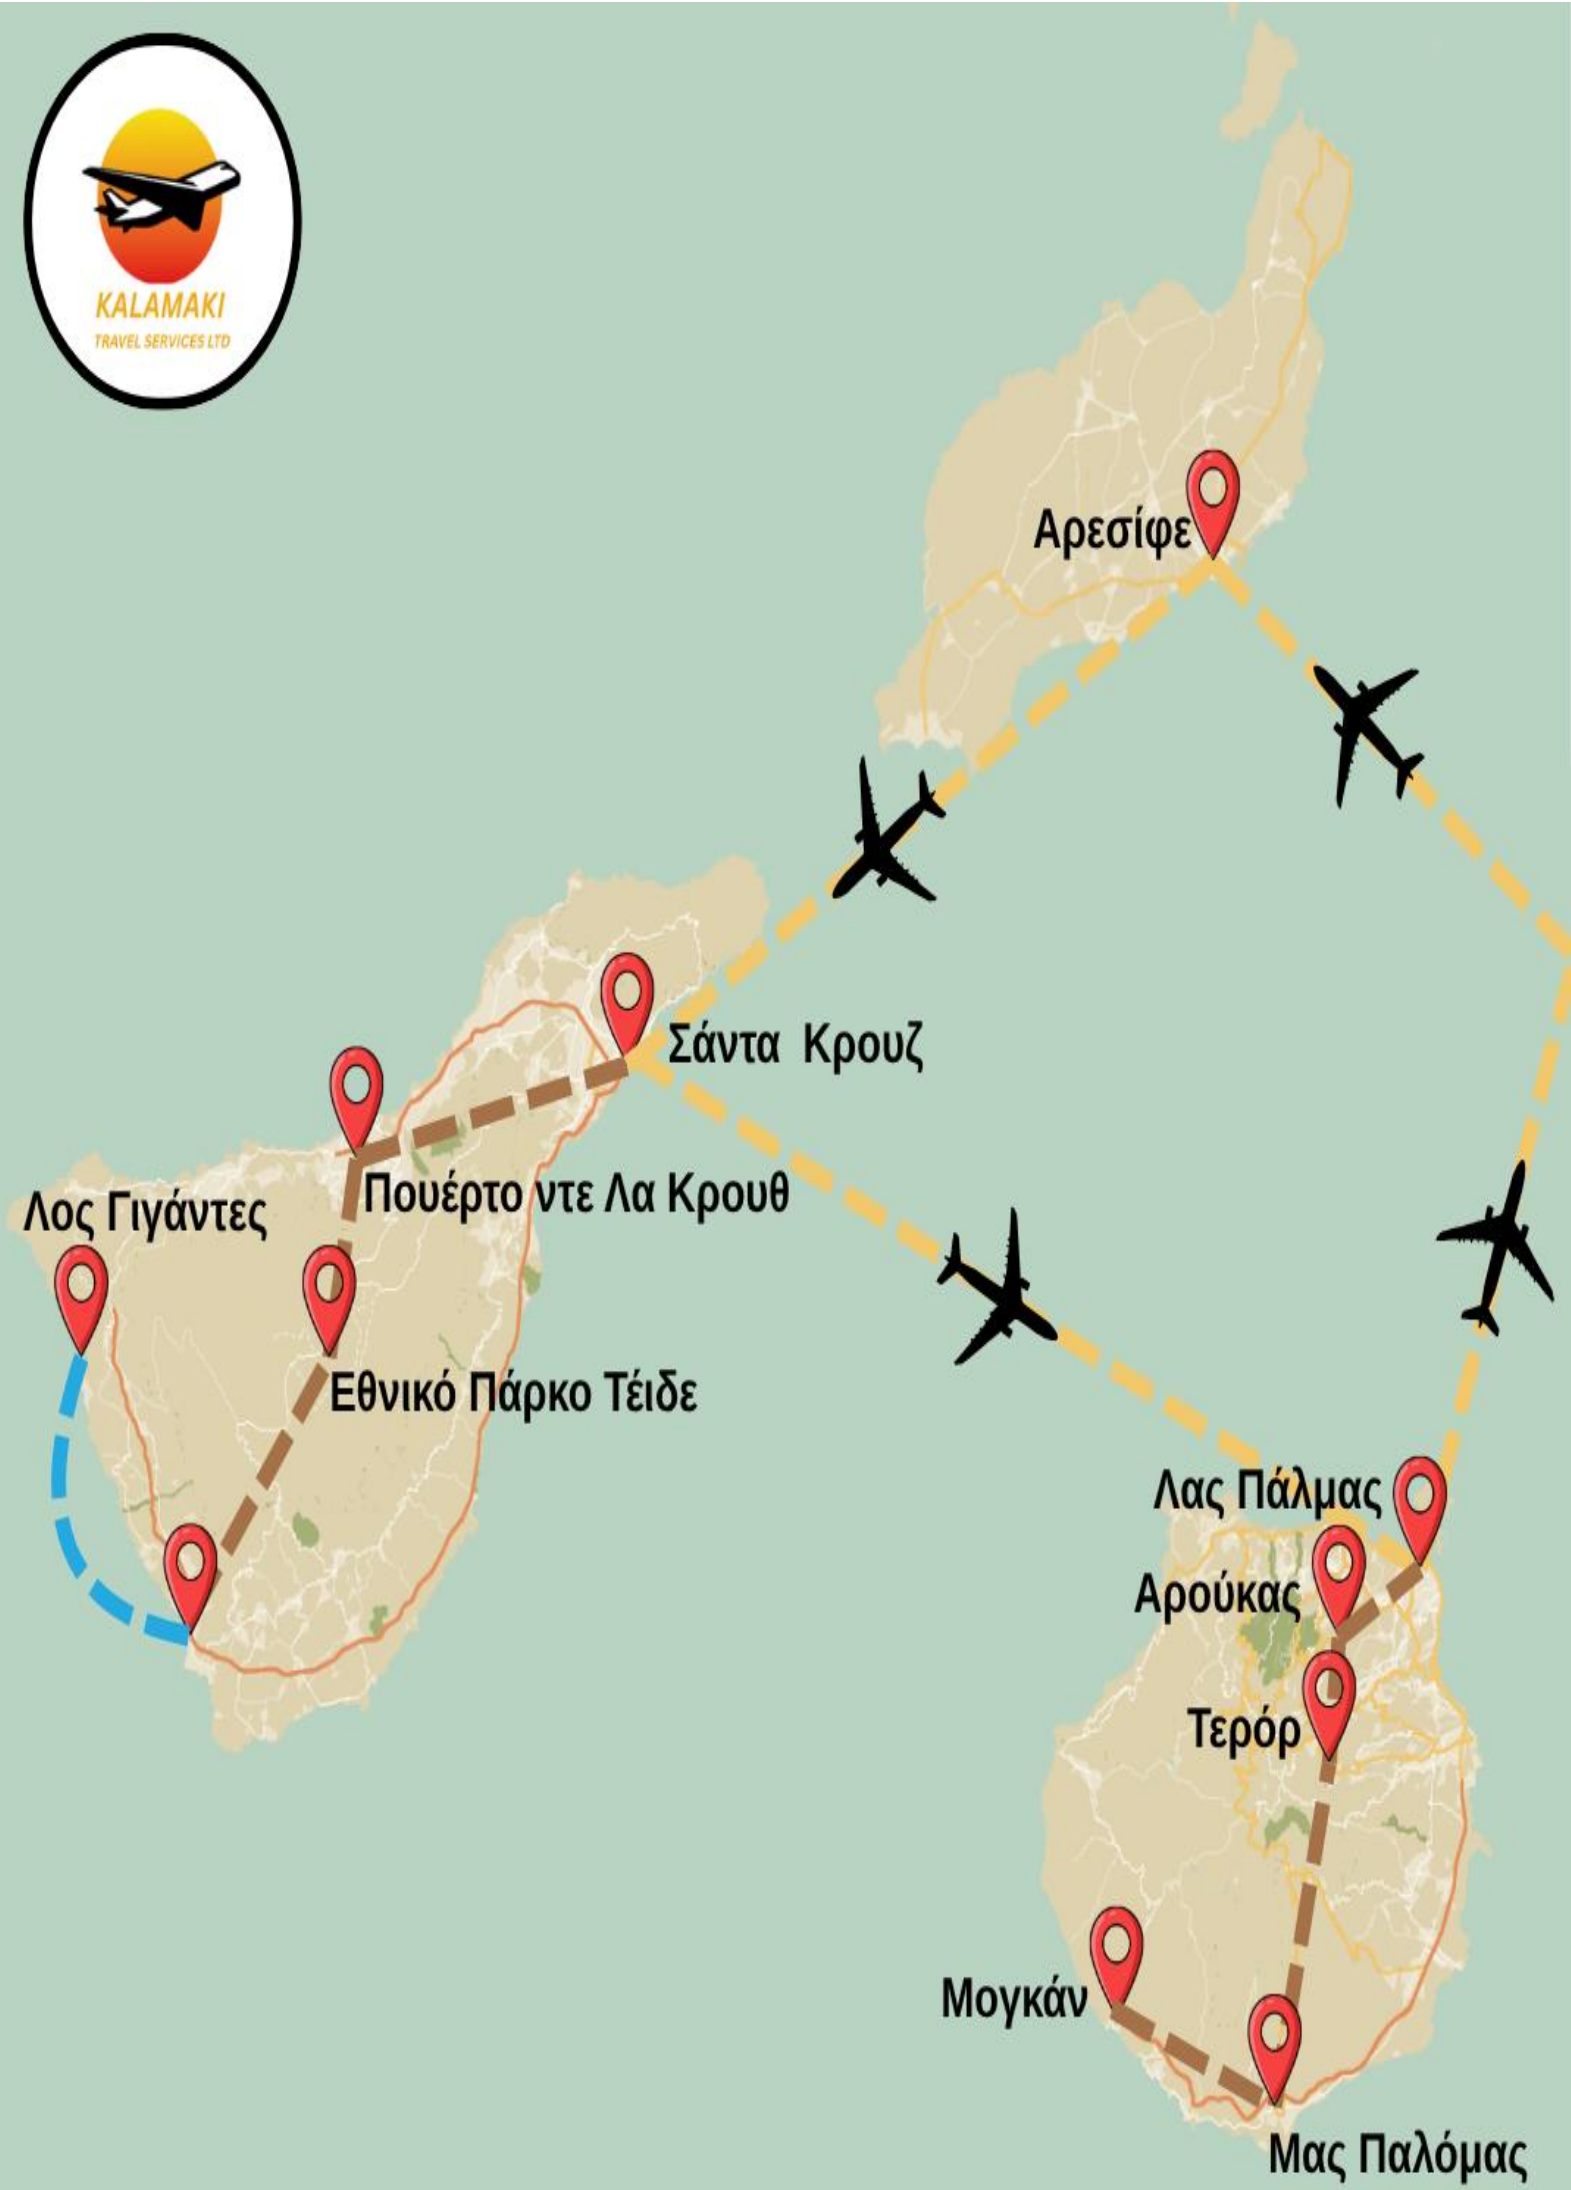 KALAMAKI
TRAVEL SERVICES LTD
Αρεσίφε
Σάντα Κρουζ
Πουέρτο ντε Λα Κρουθ
Λος Γιγάντες
Εθνικό Πάρκο Τέιδε
Λας Πάλμας
Αρούκας
Τερόρ
Μογκάν
Μας Παλόμας